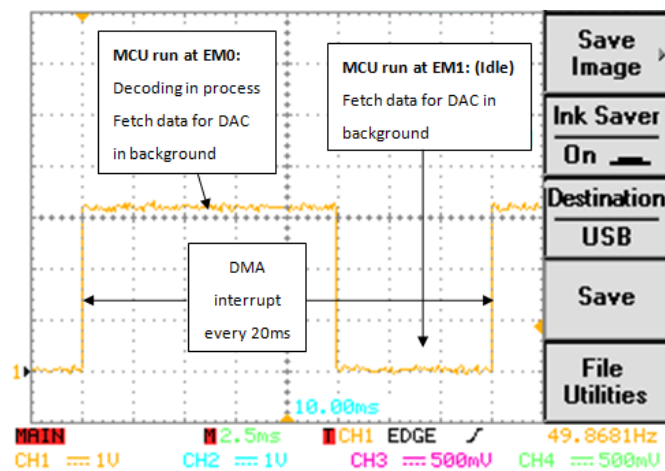 MCU run at EM0:
Decoding in process
Fetch data for DAC
in background
MCU run at EM1: (Idle)
Fetch data for DAC in
background
DMA
interrupt
every 20ms
1
10.00ms
Save
Image
Ink Saver
On
Destination
USB
Save
File
Utilities
MAIN M 2.5ms T CH1 EDGE 49.8681Hz
CH1 1V CH2 1V CH3 500mV CH4 500mV